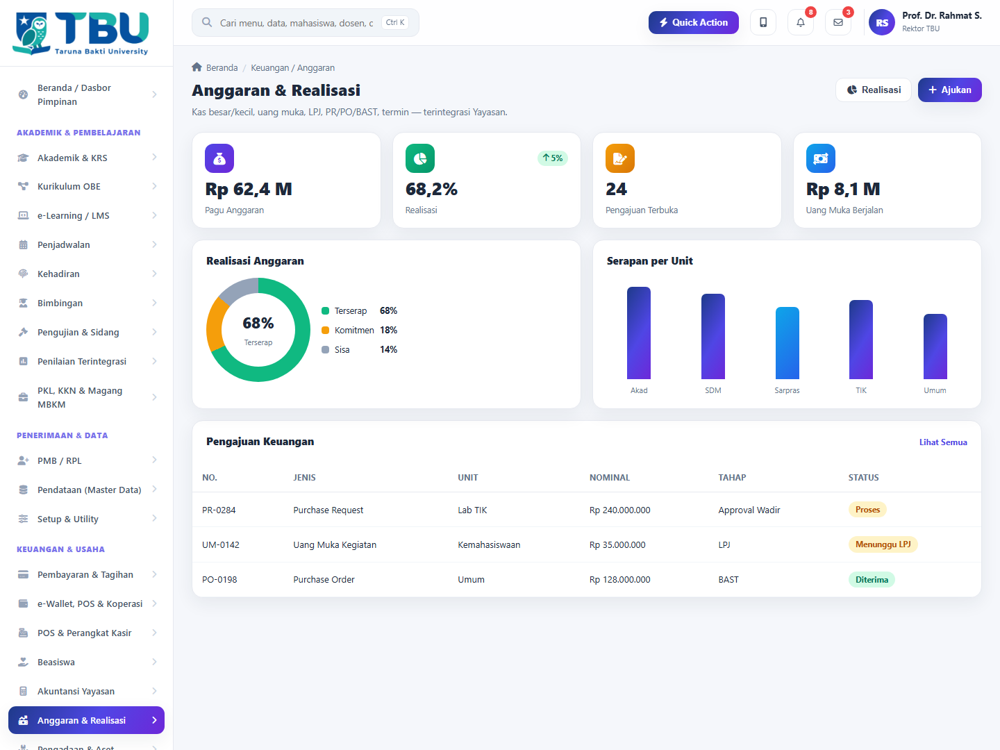 TBU
Taruna Bakti University
Cari menu, data, mahasiswa, dosen, c
Ctrl K
Quick Action
8
3
RS
Prof. Dr. Rahmat S.
Rektor TBU
Beranda / Dasbor
Pimpinan
AKADEMIK & PEMBELAJARAN
Akademik & KRS
Kurikulum OBE
e-Learning / LMS
Penjadwalan
Kehadiran
Bimbingan
Pengujian & Sidang
Penilaian Terintegrasi
PKL, KKN & Magang
MBKM
PENERIMAAN & DATA
PMB / RPL
Pendataan (Master Data)
Setup & Utility
KEUANGAN & USAHA
Pembayaran & Tagihan
e-Wallet, POS & Koperasi
POS & Perangkat Kasir
Beasiswa
Akuntansi Yayasan
Anggaran & Realisasi
Pengadaan & Aset
Beranda / Keuangan / Anggaran
Anggaran & Realisasi
Kas besar/kecil, uang muka, LPJ, PR/PO/BAST, termin — terintegrasi Yayasan.
Realisasi
+ Ajukan
Rp 62,4 M
Pagu Anggaran
↑ 5%
68,2%
Realisasi
24
Pengajuan Terbuka
Rp 8,1 M
Uang Muka Berjalan
Realisasi Anggaran
68%
Terserap
Terserap 68%
Komitmen 18%
Sisa 14%
Serapan per Unit
Akad SDM Sarpras TIK Umum
Pengajuan Keuangan
Lihat Semua
NO. JENIS UNIT NOMINAL TAHAP STATUS
PR-0284 Purchase Request Lab TIK Rp 240.000.000 Approval Wadir Proses
UM-0142 Uang Muka Kegiatan Kemahasiswaan Rp 35.000.000 LPJ Menunggu LPJ
PO-0198 Purchase Order Umum Rp 128.000.000 BAST Diterima